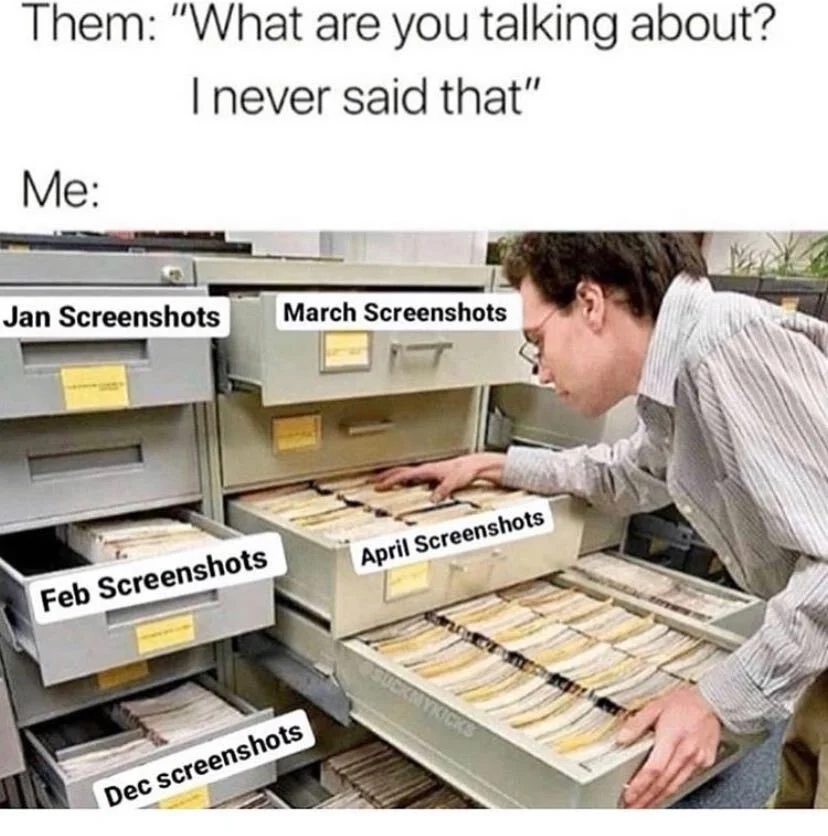 Them: "What are you talking about?
I never said that"
Me:
Jan Screenshots
March Screenshots
April Screenshots
Feb Screenshots
Dec screenshots